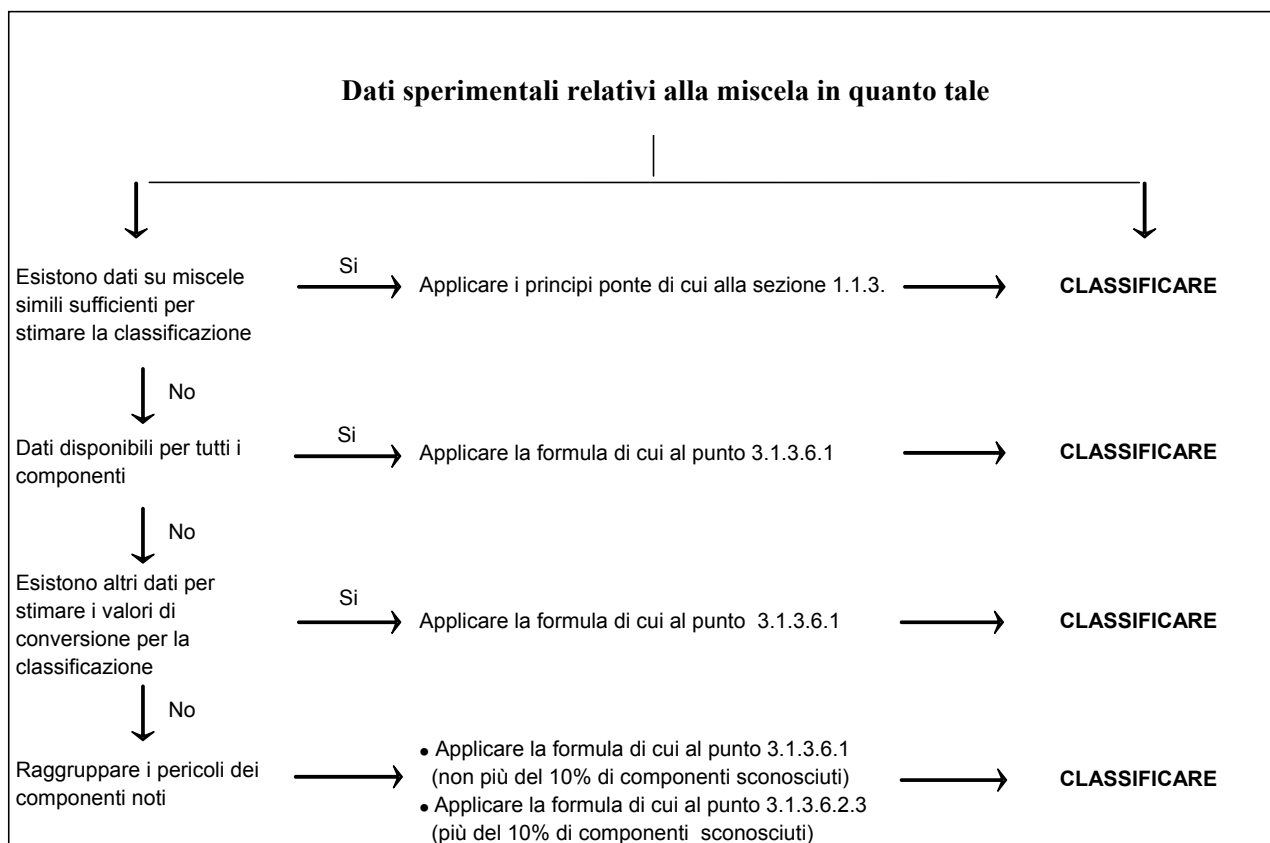 Dati sperimentali relativi alla miscela in quanto tale
Esistono dati su miscele
simili sufficienti per
stimare la classificazione
Si
Applicare i principi ponte di cui alla sezione 1.1.3.
CLASSIFICARE
No
Dati disponibili per tutti i
componenti
Si
Applicare la formula di cui al punto 3.1.3.6.1
CLASSIFICARE
No
Esistono altri dati per
stimare i valori di
conversione per la
classificazione
Si
Applicare la formula di cui al punto 3.1.3.6.1
CLASSIFICARE
No
Raggruppare i pericoli dei
componenti noti
• Applicare la formula di cui al punto 3.1.3.6.1
(non più del 10% di componenti sconosciuti)
• Applicare la formula di cui al punto 3.1.3.6.2.3
(più del 10% di componenti sconosciuti)
CLASSIFICARE